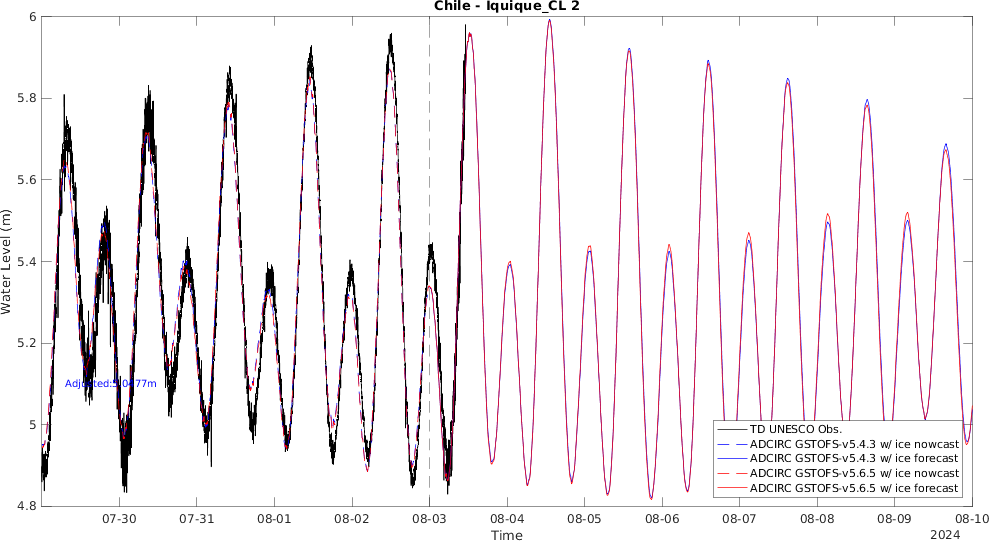 Chile - Iquique_CL 2
Water Level (m)
6
5.8
5.6
5.4
5.2
5
4.8
Adjusted:5.0477m
TD UNESCO Obs.
ADCIRC GSTOFS-v5.4.3 w/ ice nowcast
ADCIRC GSTOFS-v5.4.3 w/ ice forecast
ADCIRC GSTOFS-v5.6.5 w/ ice nowcast
ADCIRC GSTOFS-v5.6.5 w/ ice forecast
07-30 07-31 08-01 08-02 08-03 08-04 08-05 08-06 08-07 08-08 08-09 08-10
Time
2024